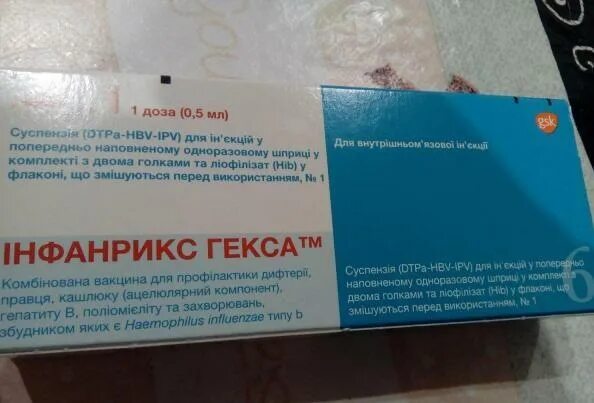 1 доза (0,5 мл)
Суспензія (DTPa-HBV-IPV) для ін'єкцій у
попередньо наповненому одноразовому шприці у
комплекті з двома голками та ліофілізат (Hib) у
флаконі, що змішуються перед використанням, № 1
ІНФАНРИКС ГЕКСА™
Комбінована вакцина для профілактики дифтерії,
правця, кашлюку (ацелюлярний компонент),
гепатиту В, поліомієліту та захворювань,
збудником яких є Haemophilus influenzae типу b
gsk
Для внутрішньом'язової ін'єкції
6
Суспензія (DTPa-HBV-IPV) для ін'єкцій у попередньо
наповненому одноразовому шприці у комплекті з
двома голками та ліофілізат (Hib) у флаконі, що
змішуються перед використанням, № 1